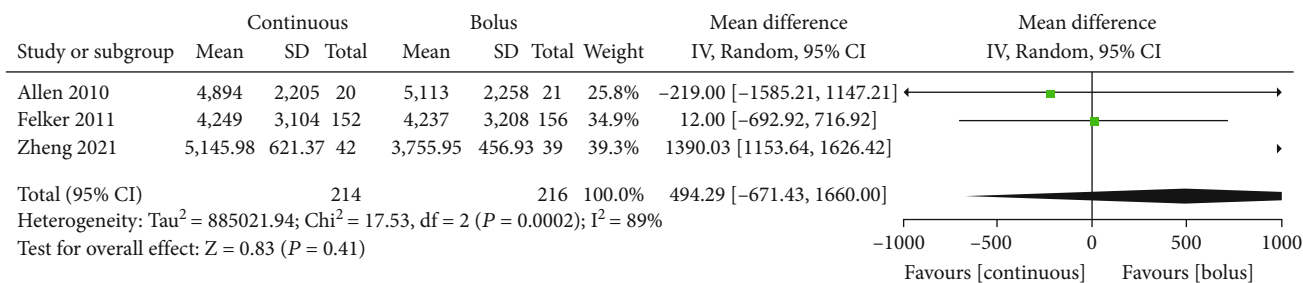 Continuous Bolus Mean difference Mean difference
Study or subgroup Mean SD Total Mean SD Total Weight IV, Random, 95% CI IV, Random, 95% CI
Allen 2010 4,894 2,205 20 5,113 2,258 21 25.8% –219.00 [–1585.21, 1147.21]
Felker 2011 4,249 3,104 152 4,237 3,208 156 34.9% 12.00 [–692.92, 716.92]
Zheng 2021 5,145.98 621.37 42 3,755.95 456.93 39 39.3% 1390.03 [1153.64, 1626.42]
Total (95% CI) 214 216 100.0% 494.29 [–671.43, 1660.00]
Heterogeneity: Tau² = 885021.94; Chi² = 17.53, df = 2 (P = 0.0002); I² = 89%
Test for overall effect: Z = 0.83 (P = 0.41)
–1000 –500 0 500 1000
Favours [continuous] Favours [bolus]